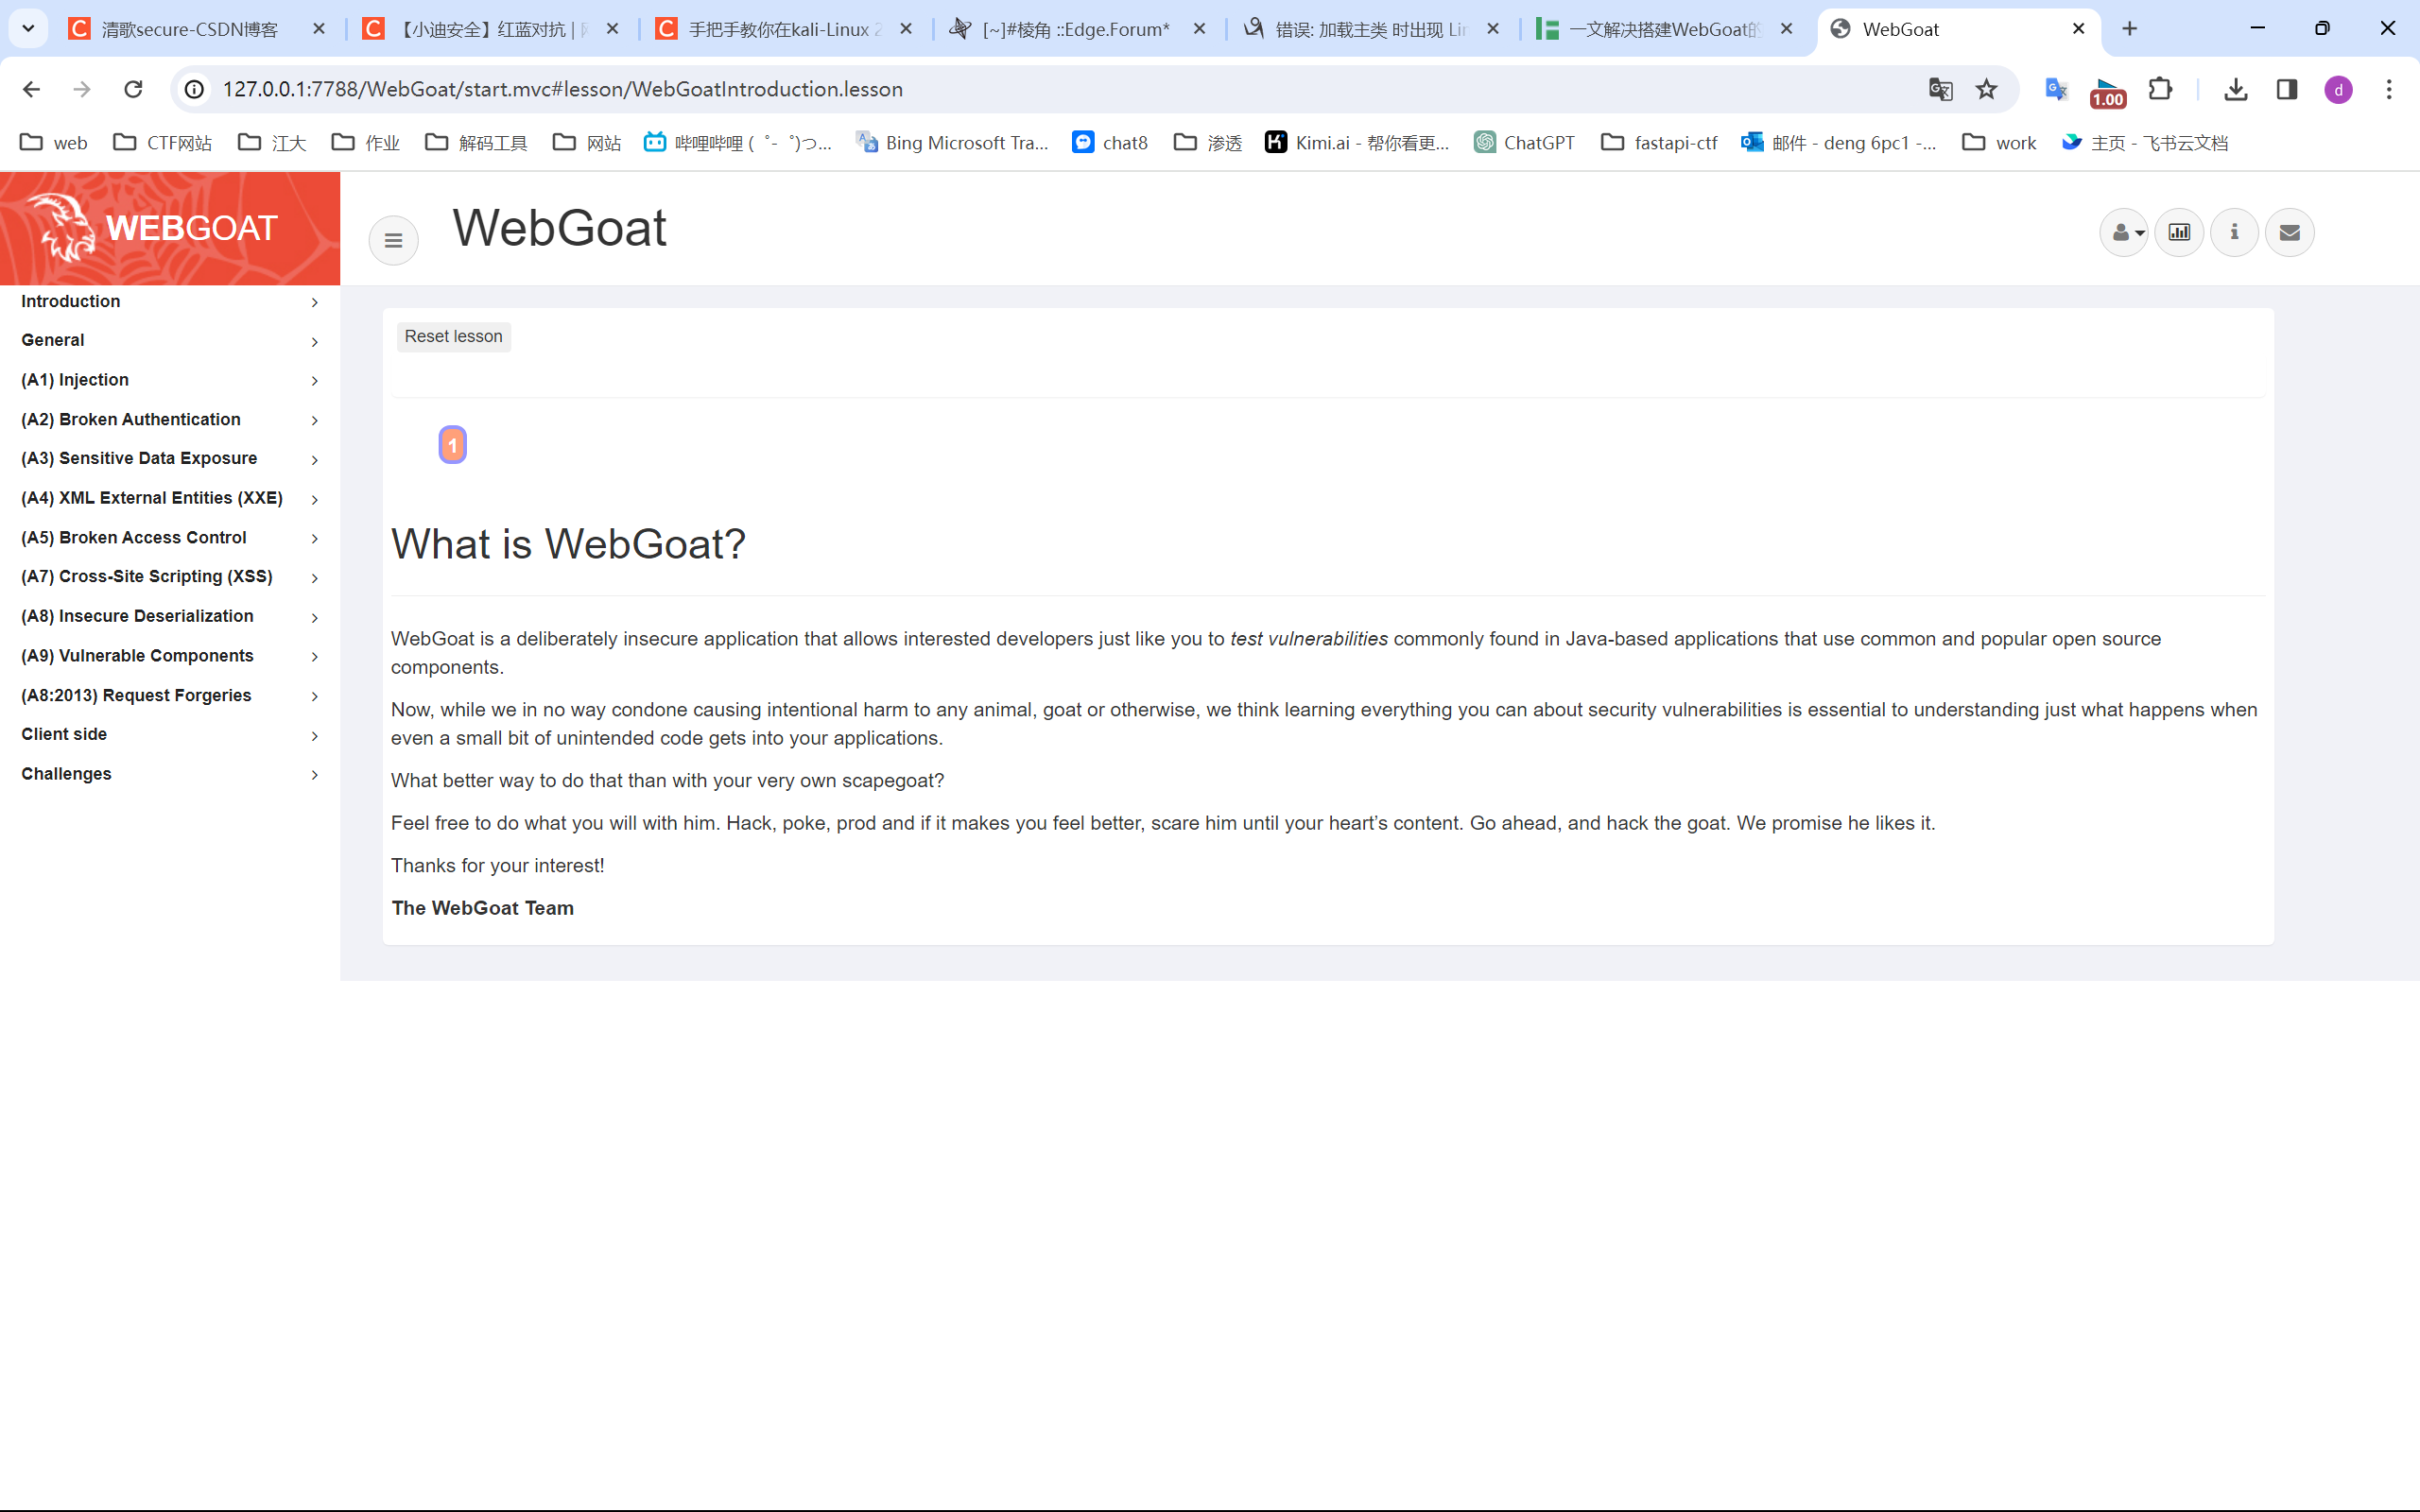 清歌secure-CSDN博客
【小迪安全】红蓝对抗 |
手把手教你在kali-Linux 2
[~]#棱角 ::Edge.Forum*
错误: 加载主类 时出现 Lin
一文解决搭建WebGoat的
WebGoat
127.0.0.1:7788/WebGoat/start.mvc#lesson/WebGoatIntroduction.lesson
1.00
d
web
CTF网站
江大
作业
解码工具
网站
哔哩哔哩 ( ゜- ゜)つ...
Bing Microsoft Tra...
chat8
渗透
Kimi.ai - 帮你看更...
ChatGPT
fastapi-ctf
邮件 - deng 6pc1 -...
work
主页 - 飞书云文档
WEBGOAT
WebGoat
Introduction
General
(A1) Injection
(A2) Broken Authentication
(A3) Sensitive Data Exposure
(A4) XML External Entities (XXE)
(A5) Broken Access Control
(A7) Cross-Site Scripting (XSS)
(A8) Insecure Deserialization
(A9) Vulnerable Components
(A8:2013) Request Forgeries
Client side
Challenges
Reset lesson
1
What is WebGoat?
WebGoat is a deliberately insecure application that allows interested developers just like you to test vulnerabilities commonly found in Java-based applications that use common and popular open source
components.
Now, while we in no way condone causing intentional harm to any animal, goat or otherwise, we think learning everything you can about security vulnerabilities is essential to understanding just what happens when
even a small bit of unintended code gets into your applications.
What better way to do that than with your very own scapegoat?
Feel free to do what you will with him. Hack, poke, prod and if it makes you feel better, scare him until your heart’s content. Go ahead, and hack the goat. We promise he likes it.
Thanks for your interest!
The WebGoat Team